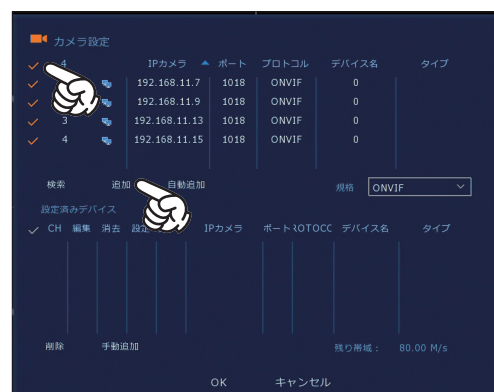 カメラ設定
4 IPカメラ ポート プロトコル デバイス名 タイプ
192.168.11.7 1018 ONVIF 0
192.168.11.9 1018 ONVIF 0
3 192.168.11.13 1018 ONVIF 0
4 192.168.11.15 1018 ONVIF 0
検索 追加 自動追加 規格 ONVIF
設定済みデバイス
CH 編集 消去 設定 IPカメラ ポート ROTOCC デバイス名 タイプ
削除 手動追加 残り帯域: 80.00 M/s
OK キャンセル